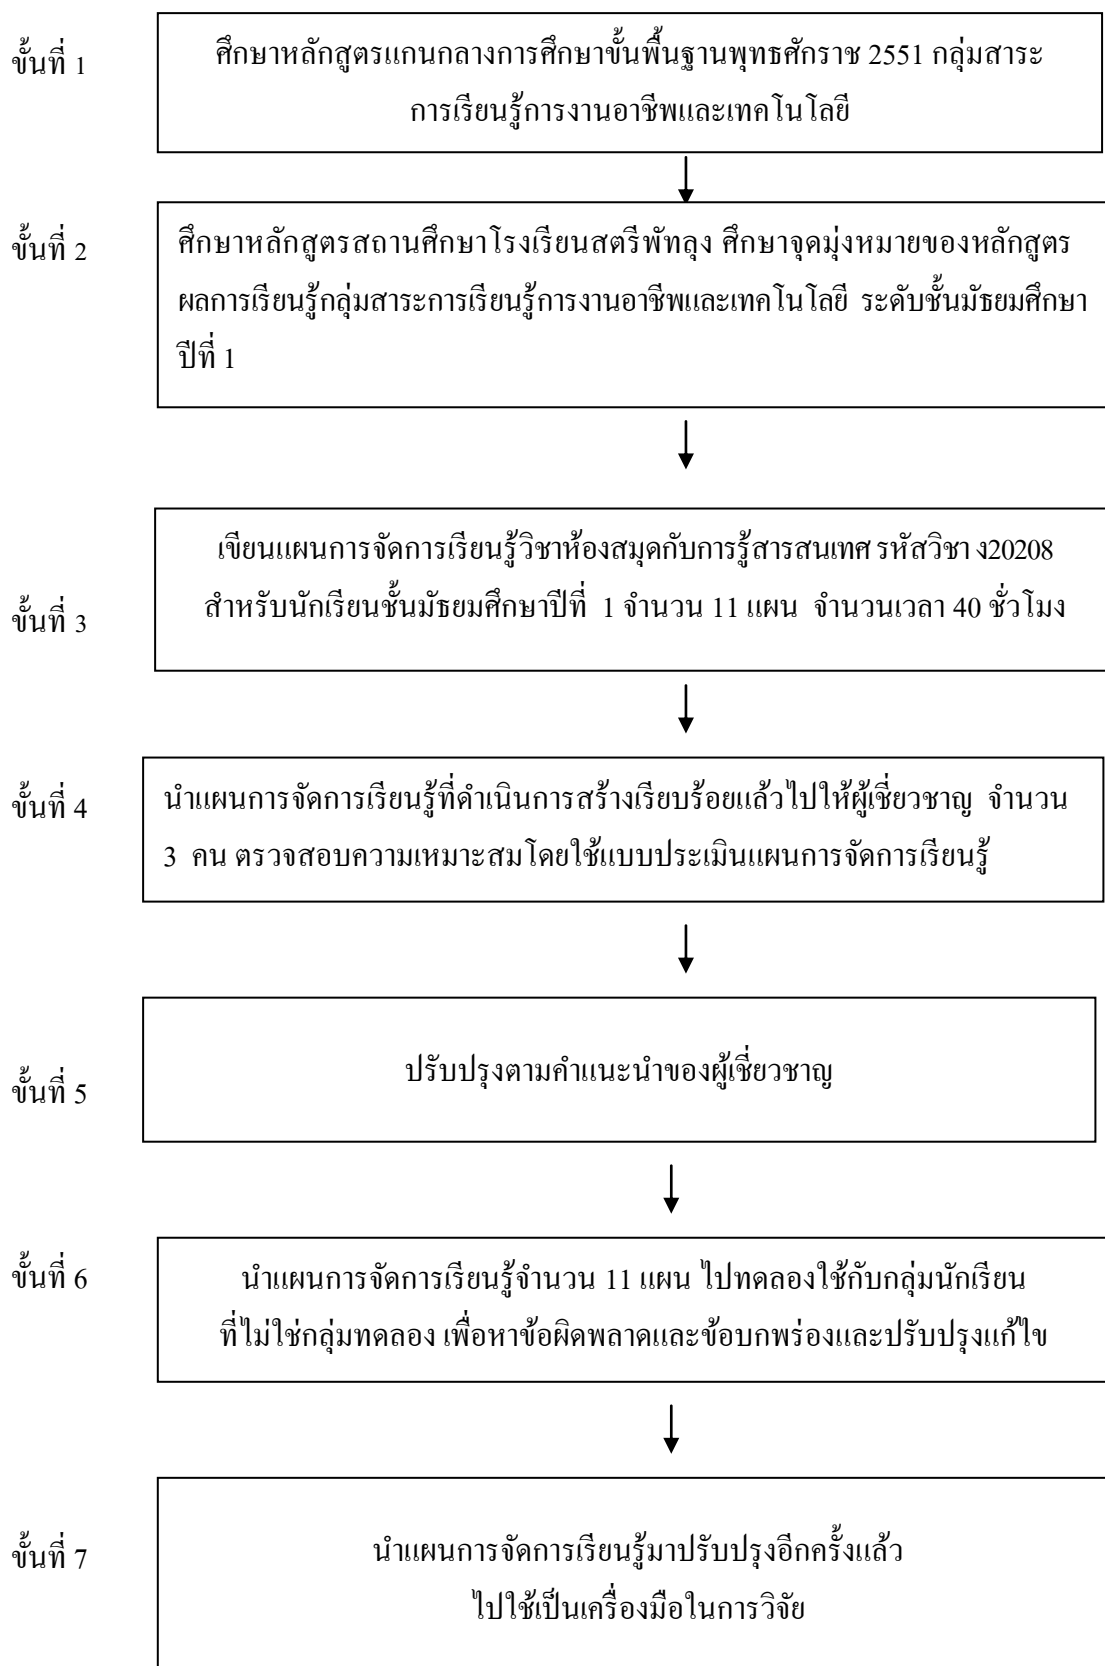 ขั้นที่ 1
ศึกษาหลักสูตรแกนกลางการศึกษาขั้นพื้นฐานพุทธศักราช 2551 กลุ่มสาระ
การเรียนรู้การงานอาชีพและเทคโนโลยี
ขั้นที่ 2
ศึกษาหลักสูตรสถานศึกษาโรงเรียนสตรีพัทลุง ศึกษาจุดมุ่งหมายของหลักสูตร
ผลการเรียนรู้กลุ่มสาระการเรียนรู้การงานอาชีพและเทคโนโลยี ระดับชั้นมัธยมศึกษา
ปีที่ 1
ขั้นที่ 3
เขียนแผนการจัดการเรียนรู้วิชาห้องสมุดกับการรู้สารสนเทศ รหัสวิชา ง20208
สำหรับนักเรียนชั้นมัธยมศึกษาปีที่ 1 จำนวน 11 แผน จำนวนเวลา 40 ชั่วโมง
ขั้นที่ 4
นำแผนการจัดการเรียนรู้ที่ดำเนินการสร้างเรียบร้อยแล้วไปให้ผู้เชี่ยวชาญ จำนวน
3 คน ตรวจสอบความเหมาะสมโดยใช้แบบประเมินแผนการจัดการเรียนรู้
ขั้นที่ 5
ปรับปรุงตามคำแนะนำของผู้เชี่ยวชาญ
ขั้นที่ 6
นำแผนการจัดการเรียนรู้จำนวน 11 แผน ไปทดลองใช้กับกลุ่มนักเรียน
ที่ไม่ใช่กลุ่มทดลอง เพื่อหาข้อผิดพลาดและข้อบกพร่องและปรับปรุงแก้ไข
ขั้นที่ 7
นำแผนการจัดการเรียนรู้มาปรับปรุงอีกครั้งแล้ว
ไปใช้เป็นเครื่องมือในการวิจัย